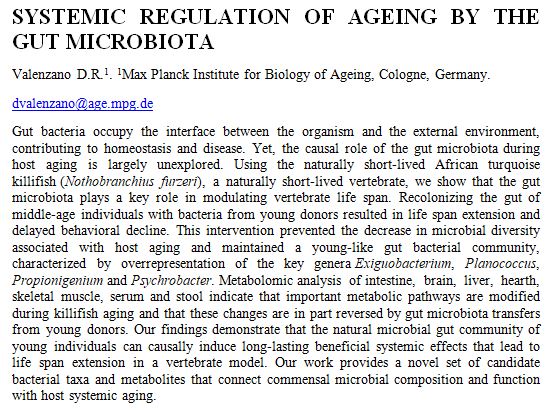 SYSTEMIC REGULATION OF AGEING BY THE
GUT MICROBIOTA
Valenzano D.R.¹. ¹Max Planck Institute for Biology of Ageing, Cologne, Germany.
dvalenzano@age.mpg.de
Gut bacteria occupy the interface between the organism and the external environment,
contributing to homeostasis and disease. Yet, the causal role of the gut microbiota during
host aging is largely unexplored. Using the naturally short-lived African turquoise
killifish (Nothobranchius furzeri), a naturally short-lived vertebrate, we show that the gut
microbiota plays a key role in modulating vertebrate life span. Recolonizing the gut of
middle-age individuals with bacteria from young donors resulted in life span extension and
delayed behavioral decline. This intervention prevented the decrease in microbial diversity
associated with host aging and maintained a young-like gut bacterial community,
characterized by overrepresentation of the key genera Exiguobacterium, Planococcus,
Propionigenium and Psychrobacter. Metabolomic analysis of intestine, brain, liver, hearth,
skeletal muscle, serum and stool indicate that important metabolic pathways are modified
during killifish aging and that these changes are in part reversed by gut microbiota transfers
from young donors. Our findings demonstrate that the natural microbial gut community of
young individuals can causally induce long-lasting beneficial systemic effects that lead to
life span extension in a vertebrate model. Our work provides a novel set of candidate
bacterial taxa and metabolites that connect commensal microbial composition and function
with host systemic aging.